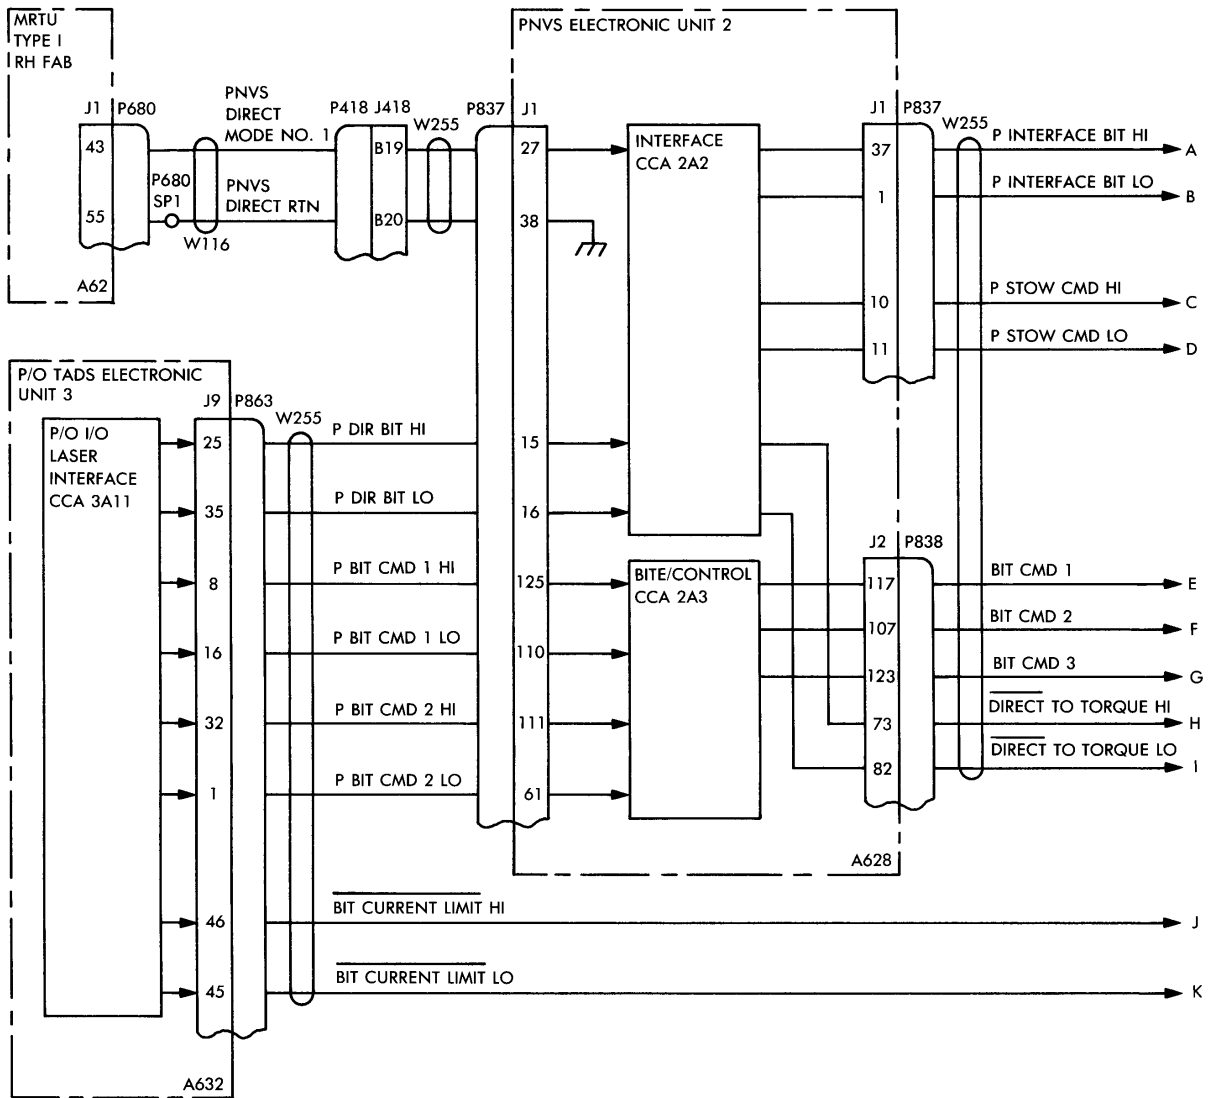 MRTU
TYPE I
RH FAB
J1 P680
43
55
P680
SP1
W116
A62
PNVS
DIRECT
MODE NO. 1
PNVS
DIRECT RTN
P418 J418
B19
B20
W255
PNVS ELECTRONIC UNIT 2
P837 J1
27
38
15
16
125
110
111
61
INTERFACE
CCA 2A2
BITE/CONTROL
CCA 2A3
J1 P837
37
1
10
11
W255
J2 P838
117
107
123
73
82
A628
P INTERFACE BIT HI A
P INTERFACE BIT LO B
P STOW CMD HI C
P STOW CMD LO D
BIT CMD 1 E
BIT CMD 2 F
BIT CMD 3 G
DIRECT TO TORQUE HI H
DIRECT TO TORQUE LO I
P/O TADS ELECTRONIC
UNIT 3
P/O I/O
LASER
INTERFACE
CCA 3A11
J9 P863
25
35
8
16
32
1
46
45
W255
A632
P DIR BIT HI
P DIR BIT LO
P BIT CMD 1 HI
P BIT CMD 1 LO
P BIT CMD 2 HI
P BIT CMD 2 LO
BIT CURRENT LIMIT HI J
BIT CURRENT LIMIT LO K